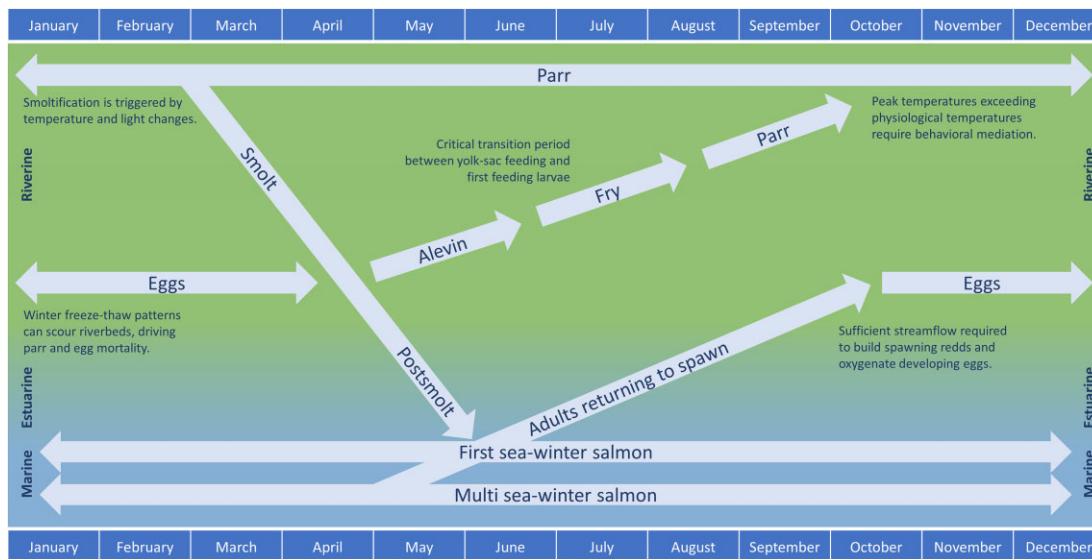 January February March April May June July August September October November December
Parr
Smoltification is triggered by
temperature and light changes.
Peak temperatures exceeding
physiological temperatures
require behavioral mediation.
Critical transition period
between yolk-sac feeding and
first feeding larvae
Parr
Smolt
Fry
Riverine
Riverine
Alevin
Eggs
Eggs
Winter freeze-thaw patterns
can scour riverbeds, driving
parr and egg mortality.
Sufficient streamflow required
to build spawning redds and
oxygenate developing eggs.
Postsmolt
Adults returning to spawn
Estuarine
Estuarine
First sea-winter salmon
Marine
Marine
Multi sea-winter salmon
January February March April May June July August September October November December